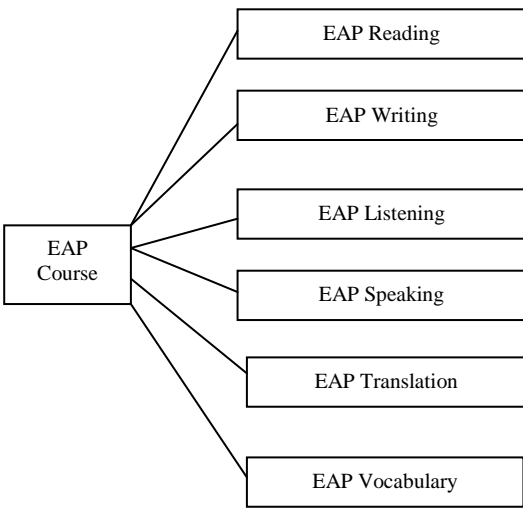 EAP Reading
EAP Writing
EAP Listening
EAP
Course
EAP Speaking
EAP Translation
EAP Vocabulary